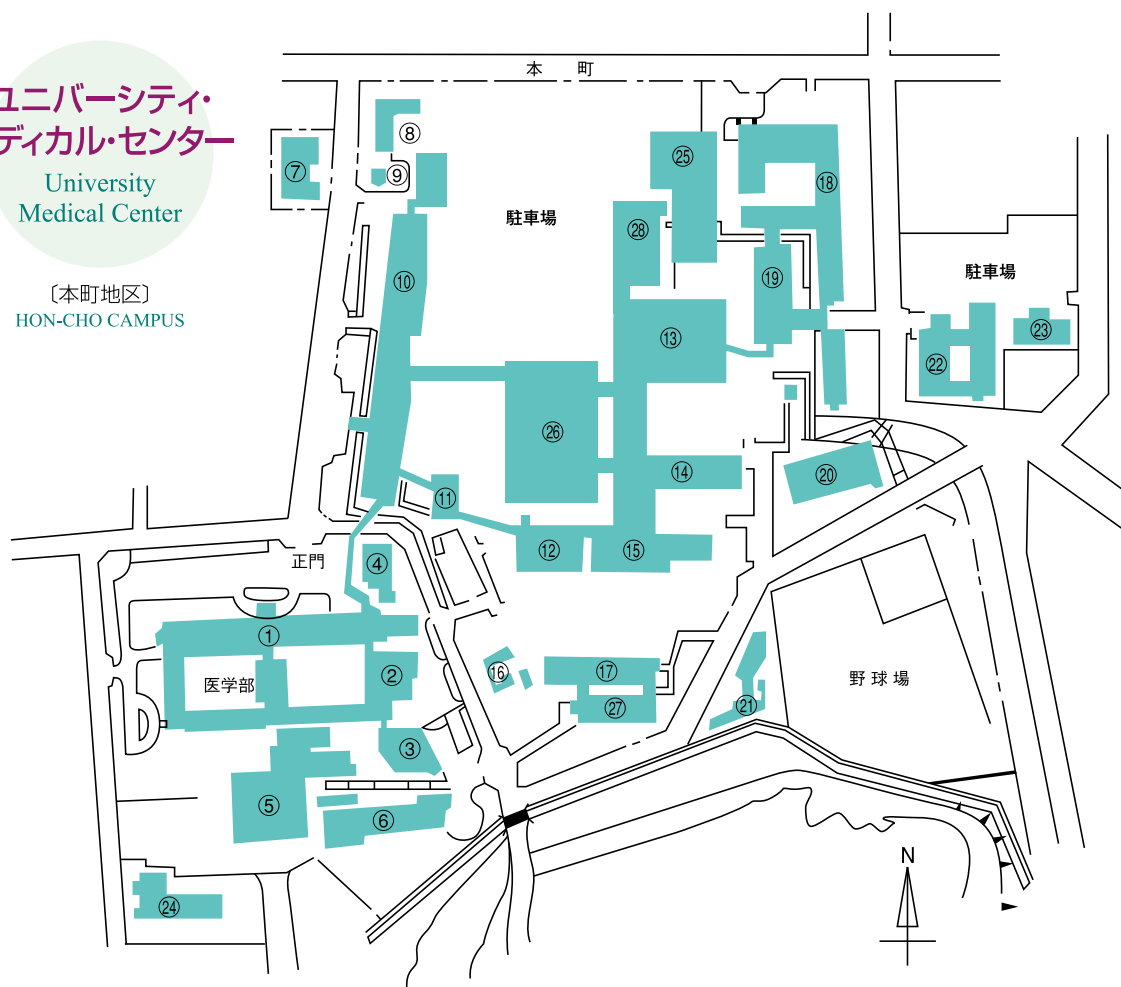 ユニバーシティ・
ディカル・センター
University
Medical Center
〔本町地区〕
HON-CHO CAMPUS
本 町
⑧
⑦
⑨
㉕
⑱
駐車場
㉘
⑩
⑲
駐車場
⑬
㉓
㉒
㉖
⑭
⑳
⑪
⑫
⑮
正門
④
①
②
医学部
⑯
⑰
野球場
㉗
㉑
③
⑤
⑥
㉔
N